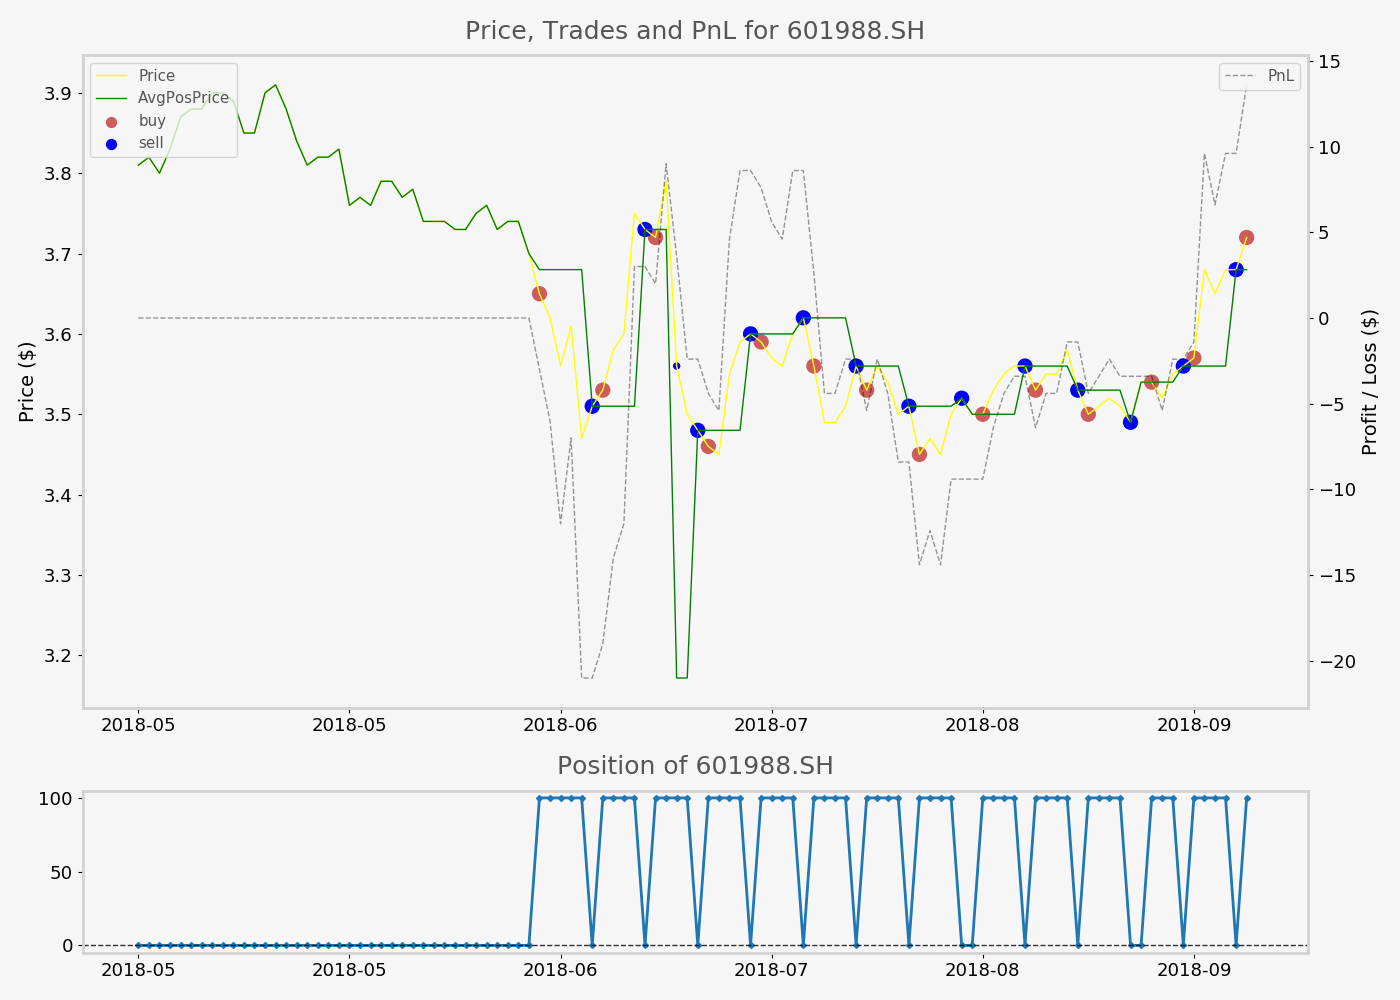 Price, Trades and PnL for 601988.SH
Price
AvgPosPrice
buy
sell
PnL
3.9
3.8
3.7
3.6
3.5
3.4
3.3
3.2
Price ($)
15
10
5
0
−5
−10
−15
−20
Profit / Loss ($)
2018-05 2018-05 2018-06 2018-07 2018-08 2018-09
Position of 601988.SH
100
50
0
2018-05 2018-05 2018-06 2018-07 2018-08 2018-09